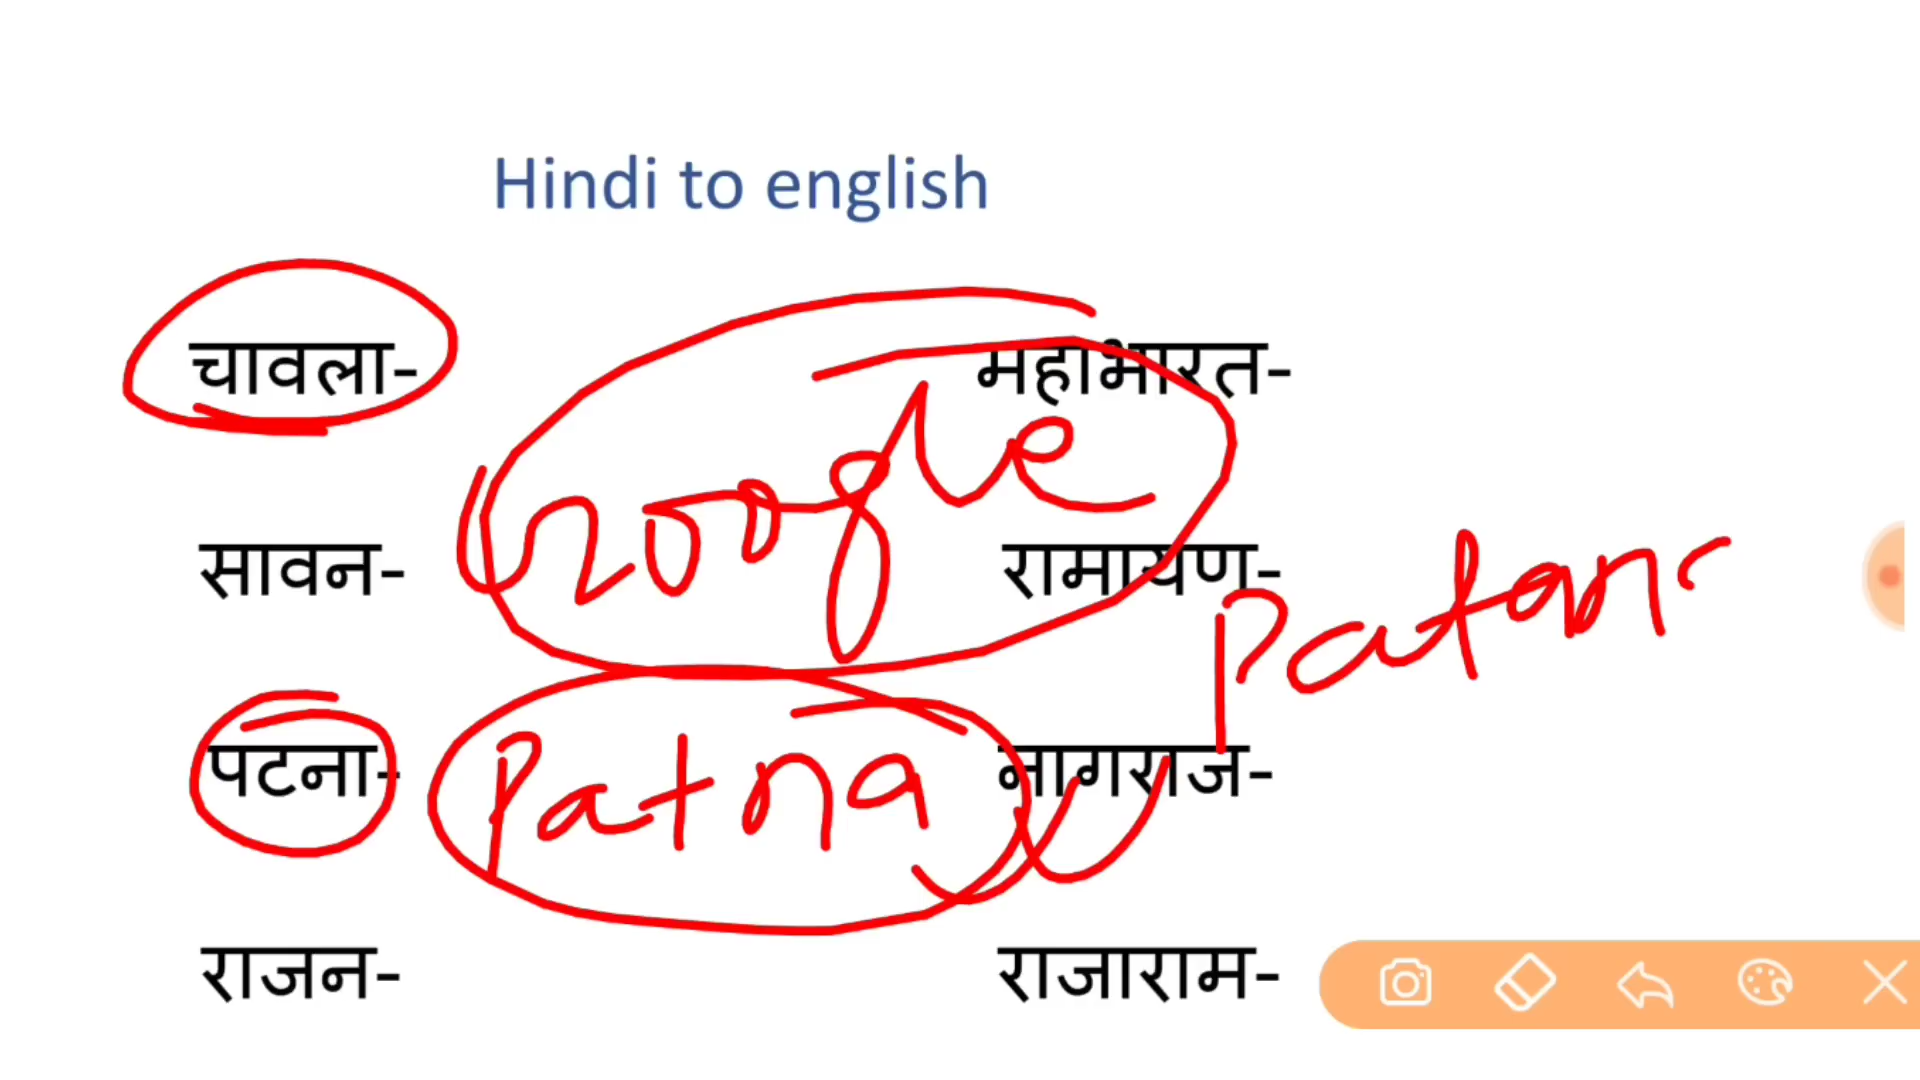 Hindi to english
चावला- महाभारत-
google
सावन- रामायण-
Patan
पटना- Patna नागराज-
राजन- राजाराम-